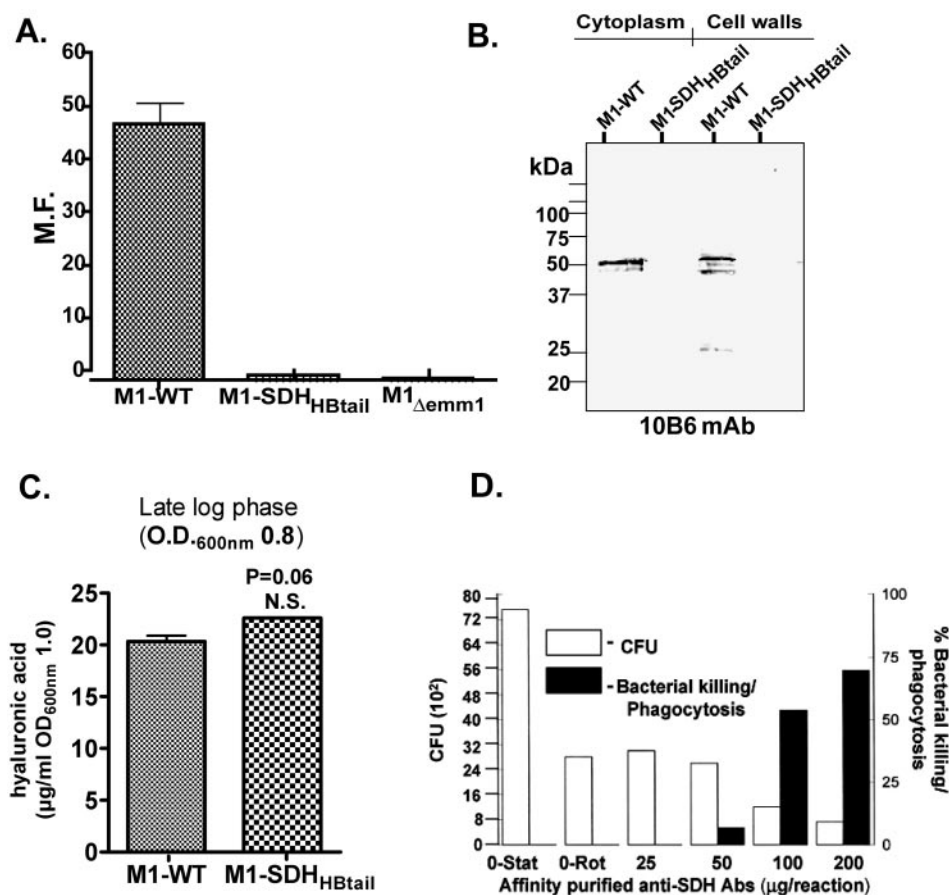 A.
60
50
40
30
20
10
0
M.F.
M1-WT M1-SDHHBtail M1Δemm1
B.
Cytoplasm Cell walls
M1-WT
M1-SDHHBtail
M1-WT
M1-SDHHBtail
kDa
100
75
50
37
25
20
10B6 mAb
C.
Late log phase
(O.D.600nm 0.8)
P=0.06
N.S.
25
20
15
10
5
0
hyaluronic acid
(µg/ml OD600nm 1.0)
M1-WT M1-SDHHBtail
D.
80
72
64
56
48
40
32
24
16
8
0
CFU (10²)
- CFU
-Bacterial killing/
Phagocytosis
100
75
50
25
0
% Bacterial killing/
phagocytosis
0-Stat 0-Rot 25 50 100 200
Affinity purified anti-SDH Abs (µg/reaction)